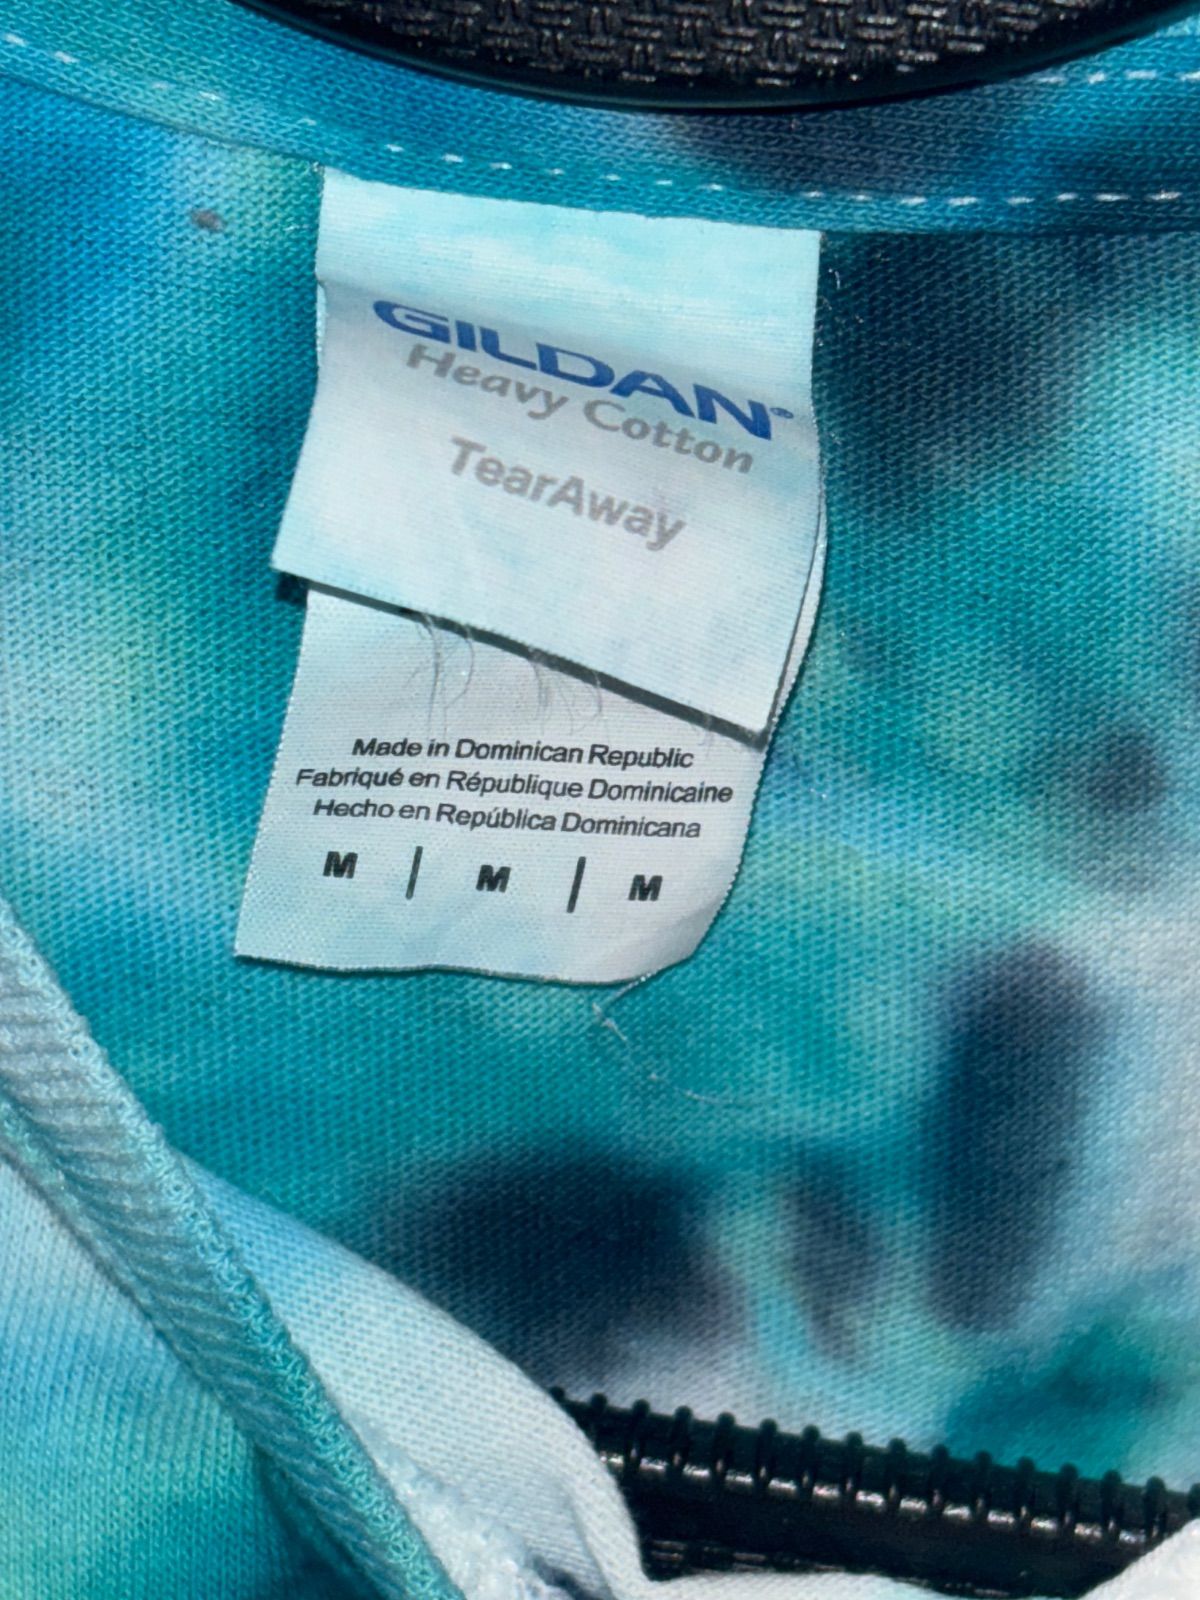 GILDAN®
Heavy Cotton
TearAway
Made in Dominican Republic
Fabriqué en République Dominicaine
Hecho en República Dominicana
M | M | M